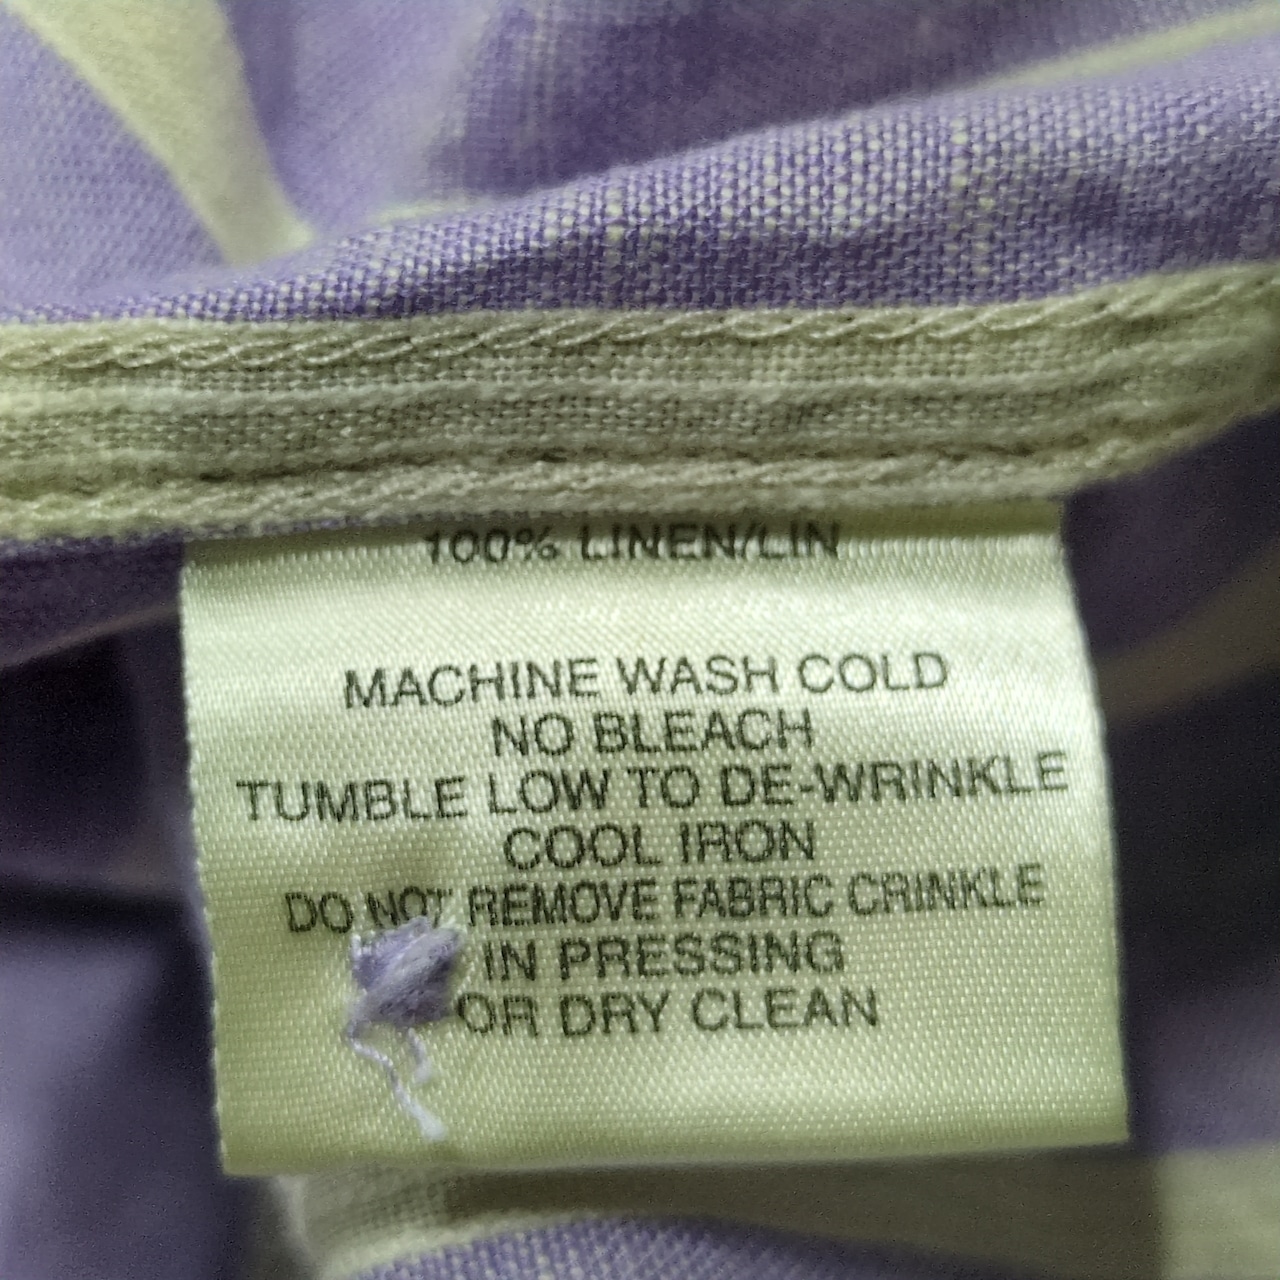 100% LINEN/LIN
MACHINE WASH COLD
NO BLEACH
TUMBLE LOW TO DE-WRINKLE
COOL IRON
DO NOT REMOVE FABRIC CRINKLE
IN PRESSING
OR DRY CLEAN